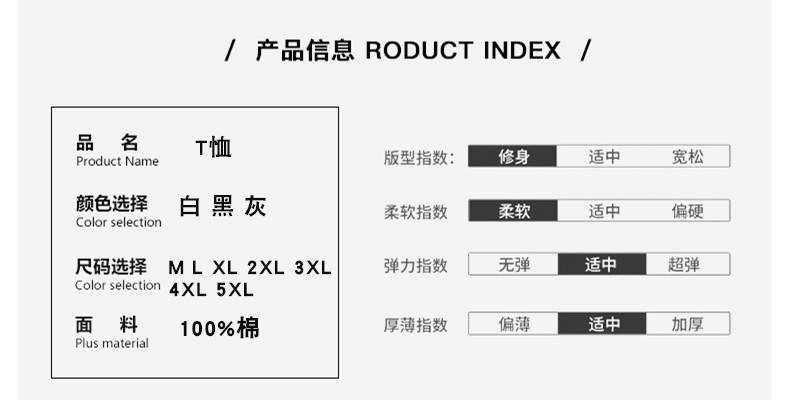 / 产品信息 RODUCT INDEX /
品 名 T恤
Product Name
颜色选择 白 黑 灰
Color selection
尺码选择 M L XL 2XL 3XL
Color selection 4XL 5XL
面 料 100%棉
Plus material
版型指数： 修身 适中 宽松
柔软指数 柔软 适中 偏硬
弹力指数 无弹 适中 超弹
厚薄指数 偏薄 适中 加厚